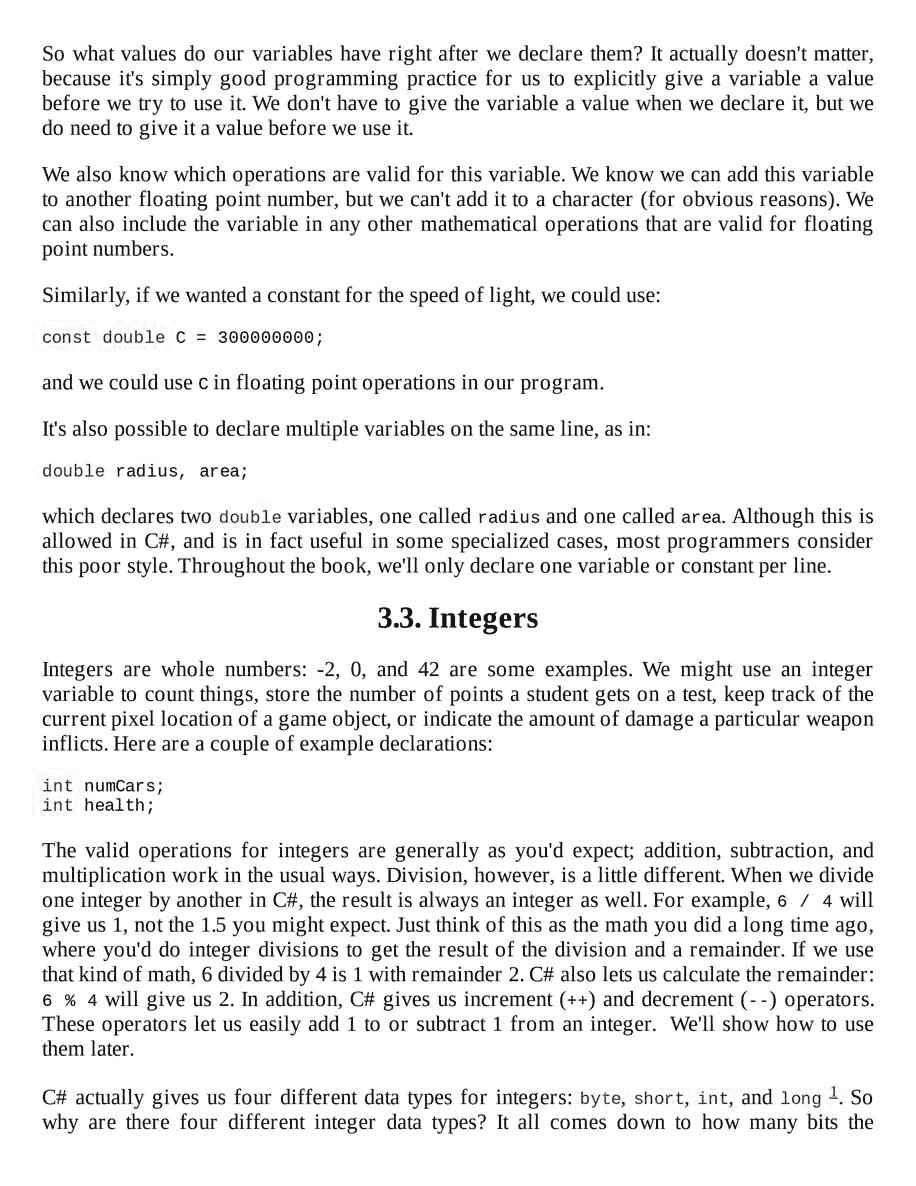 So what values do our variables have right after we declare them? It actually doesn't matter,
because it's simply good programming practice for us to explicitly give a variable a value
before we try to use it. We don't have to give the variable a value when we declare it, but we
do need to give it a value before we use it.
We also know which operations are valid for this variable. We know we can add this variable
to another floating point number, but we can't add it to a character (for obvious reasons). We
can also include the variable in any other mathematical operations that are valid for floating
point numbers.
Similarly, if we wanted a constant for the speed of light, we could use:
const double C = 300000000;
and we could use C in floating point operations in our program.
It's also possible to declare multiple variables on the same line, as in:
double radius, area;
which declares two double variables, one called radius and one called area. Although this is
allowed in C#, and is in fact useful in some specialized cases, most programmers consider
this poor style. Throughout the book, we'll only declare one variable or constant per line.
3.3. Integers
Integers are whole numbers: -2, 0, and 42 are some examples. We might use an integer
variable to count things, store the number of points a student gets on a test, keep track of the
current pixel location of a game object, or indicate the amount of damage a particular weapon
inflicts. Here are a couple of example declarations:
int numCars;
int health;
The valid operations for integers are generally as you'd expect; addition, subtraction, and
multiplication work in the usual ways. Division, however, is a little different. When we divide
one integer by another in C#, the result is always an integer as well. For example, 6 / 4 will
give us 1, not the 1.5 you might expect. Just think of this as the math you did a long time ago,
where you'd do integer divisions to get the result of the division and a remainder. If we use
that kind of math, 6 divided by 4 is 1 with remainder 2. C# also lets us calculate the remainder:
6 % 4 will give us 2. In addition, C# gives us increment (++) and decrement (--) operators.
These operators let us easily add 1 to or subtract 1 from an integer.  We'll show how to use
them later.
C# actually gives us four different data types for integers: byte, short, int, and long 1. So
why are there four different integer data types? It all comes down to how many bits the